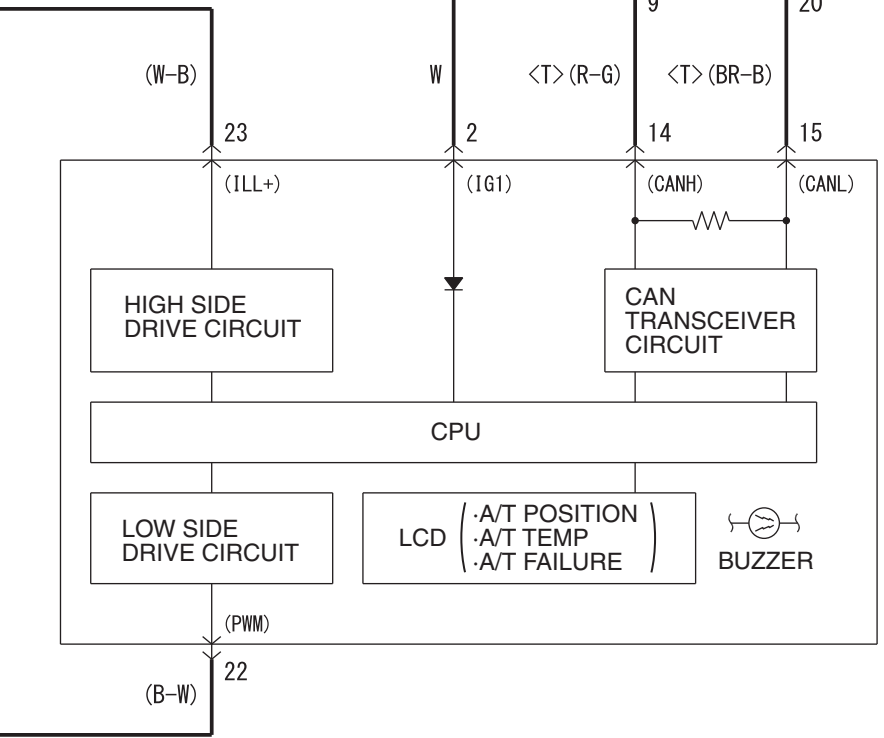 9 20
(W-B) W <T>(R-G) <T>(BR-B)
23 2 14 15
(ILL+) (IG1) (CANH) (CANL)
HIGH SIDE
DRIVE CIRCUIT
CAN
TRANSCEIVER
CIRCUIT
CPU
LOW SIDE
DRIVE CIRCUIT
LCD
·A/T POSITION
·A/T TEMP
·A/T FAILURE
BUZZER
(PWM)
22
(B-W)